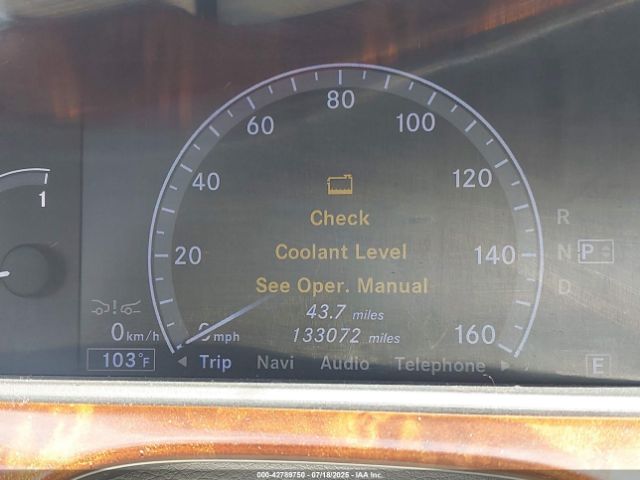 80
60
100
40
120
1
Check
R
Coolant Level
20
140
N
P
See Oper. Manual
D
43.7 miles
0 km/h
0 mph
133072 miles
160
103°F
Trip Navi Audio Telephone
E
000-42789750 07/18/2025 IAA Inc.